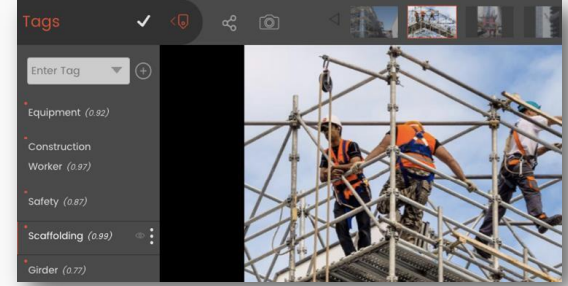 Tags
Enter Tag
Equipment (0.92)
Construction
Worker (0.97)
Safety (0.87)
Scaffolding (0.99)
Girder (0.77)